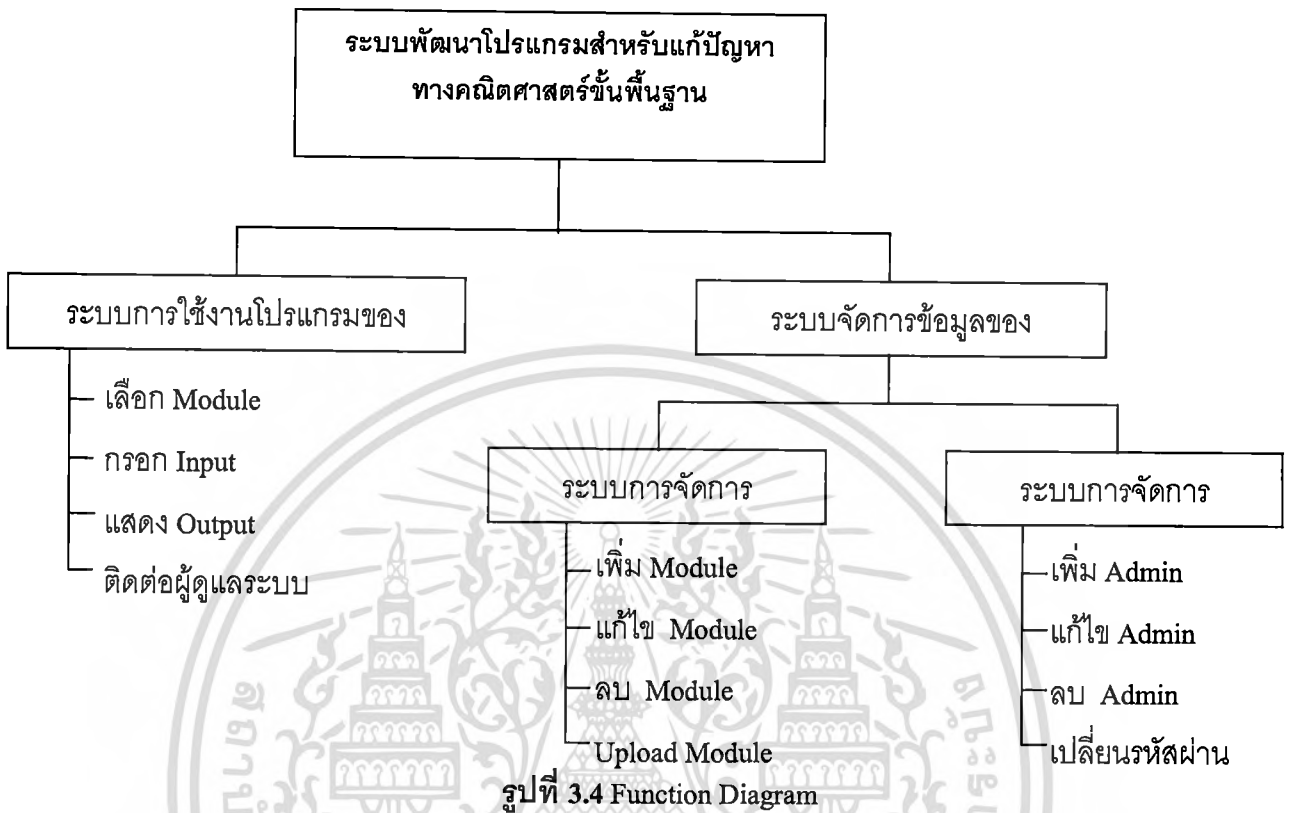 ระบบพัฒนาโปรแกรมสำหรับแก้ปัญหา
ทางคณิตศาสตร์ขั้นพื้นฐาน
ระบบการใช้งานโปรแกรมของ
ระบบจัดการข้อมูลของ
เลือก Module
กรอก Input
แสดง Output
ติดต่อผู้ดูแลระบบ
ระบบการจัดการ
ระบบการจัดการ
เพิ่ม Module
แก้ไข Module
ลบ Module
Upload Module
เพิ่ม Admin
แก้ไข Admin
ลบ Admin
เปลี่ยนรหัสผ่าน
รูปที่ 3.4 Function Diagram